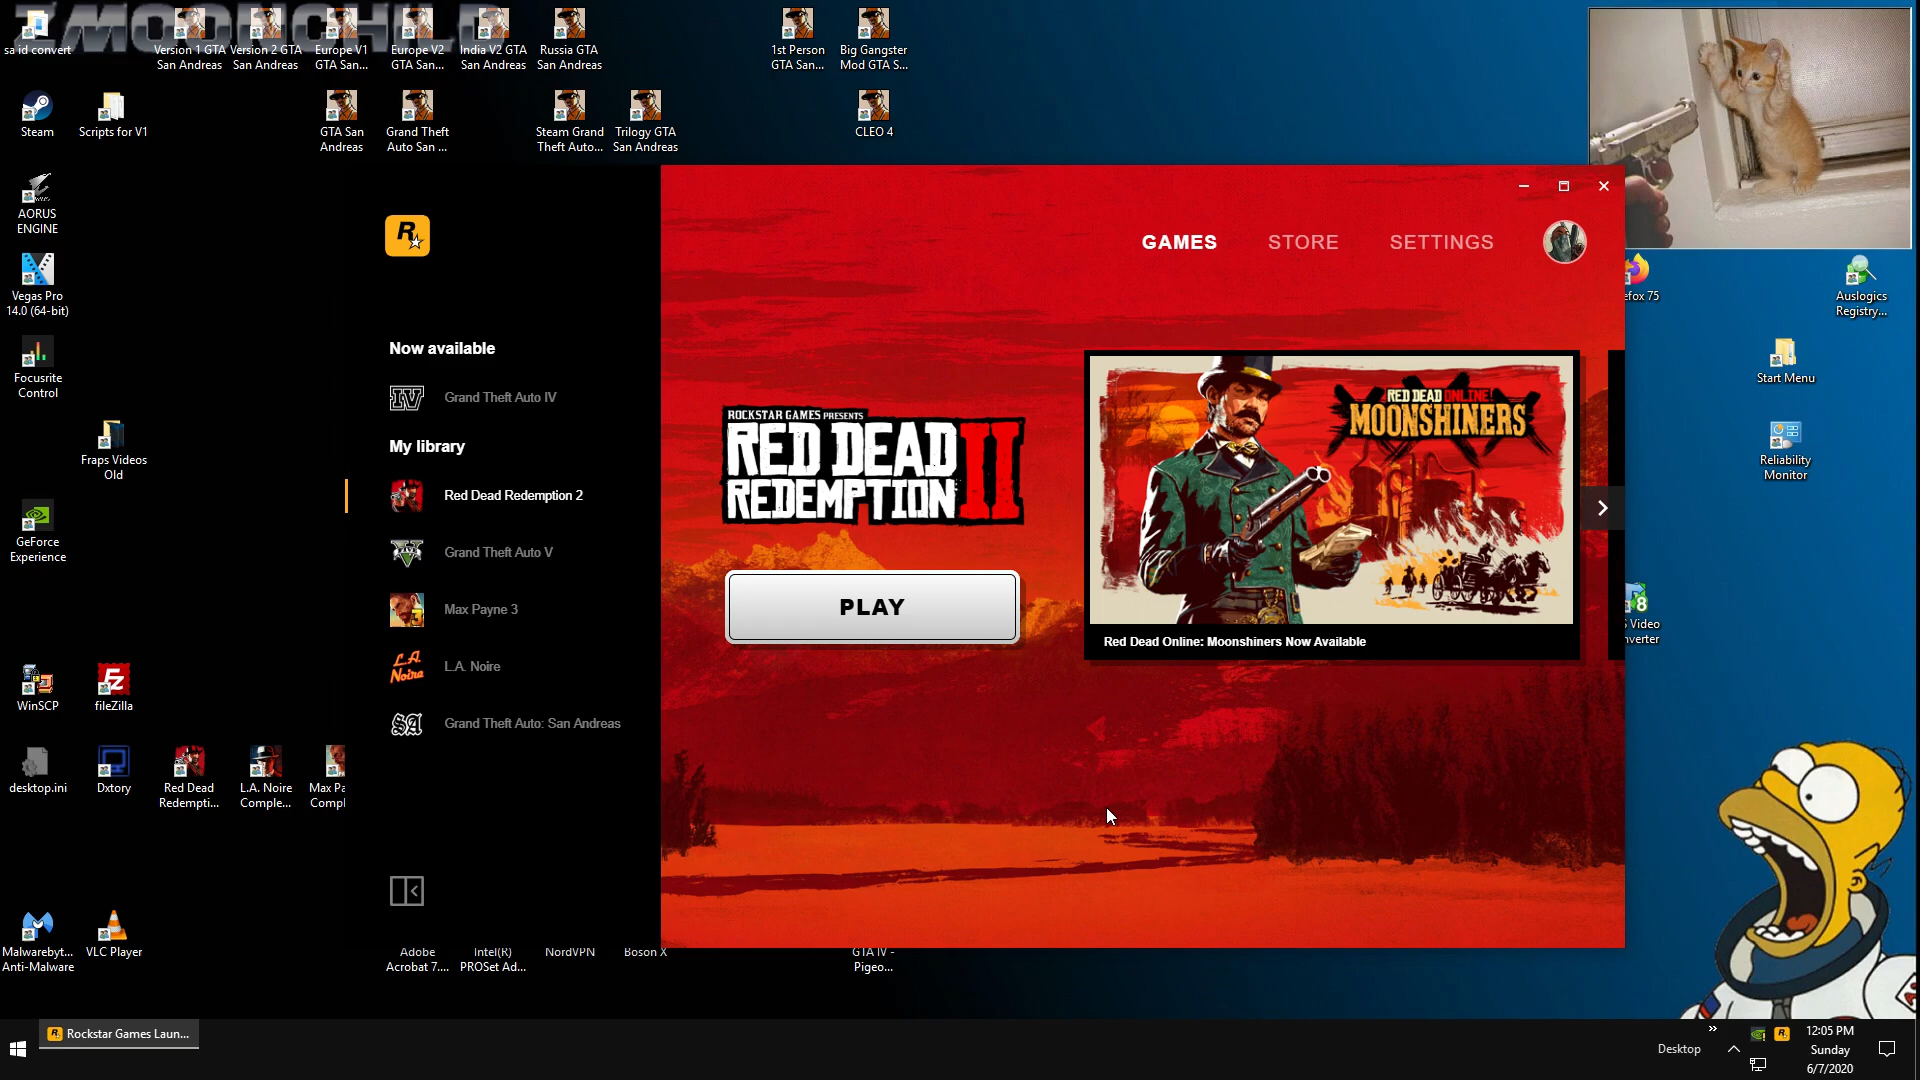 ZMOONCHILD
sa id convert
Version 1 GTA
San Andreas
Version 2 GTA
San Andreas
Europe V1
GTA San...
Europe V2
GTA San...
India V2 GTA
San Andreas
Russia GTA
San Andreas
1st Person
GTA San...
Big Gangster
Mod GTA S...
Steam
Scripts for V1
GTA San
Andreas
Grand Theft
Auto San ...
Steam Grand
Theft Auto...
Trilogy GTA
San Andreas
CLEO 4
AORUS
ENGINE
Vegas Pro
14.0 (64-bit)
Focusrite
Control
Fraps Videos
Old
GeForce
Experience
WinSCP
fileZilla
desktop.ini
Dxtory
Red Dead
Redempti...
L.A. Noire
Comple...
Max Pa
Compl
Malwarebyt...
Anti-Malware
VLC Player
R
Now available
IV
Grand Theft Auto IV
My library
Red Dead Redemption 2
V
Grand Theft Auto V
3
Max Payne 3
L.A.
Noire
L.A. Noire
SA
Grand Theft Auto: San Andreas
GAMES
STORE
SETTINGS
ROCKSTAR GAMES PRESENTS
RED DEAD
REDEMPTION II
PLAY
RED DEAD ONLINE!
MOONSHINERS
Red Dead Online: Moonshiners Now Available
Adobe
Acrobat 7....
Intel(R)
PROSet Ad...
NordVPN
Boson X
GTA IV -
Pigeo...
efox 75
Auslogics
Registry...
Start Menu
Reliability
Monitor
S Video
nverter
Rockstar Games Laun...
Desktop
12:05 PM
Sunday
6/7/2020